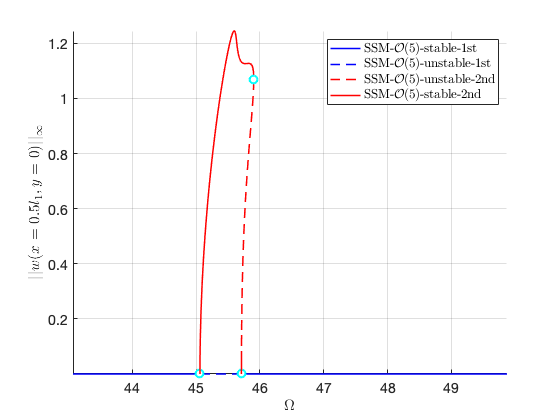 1.2
1
0.8
0.6
0.4
0.2
||w(x = 0.5l₁, y = 0)||∞
SSM-𝒪(5)-stable-1st
SSM-𝒪(5)-unstable-1st
SSM-𝒪(5)-unstable-2nd
SSM-𝒪(5)-stable-2nd
44 45 46 47 48 49
Ω